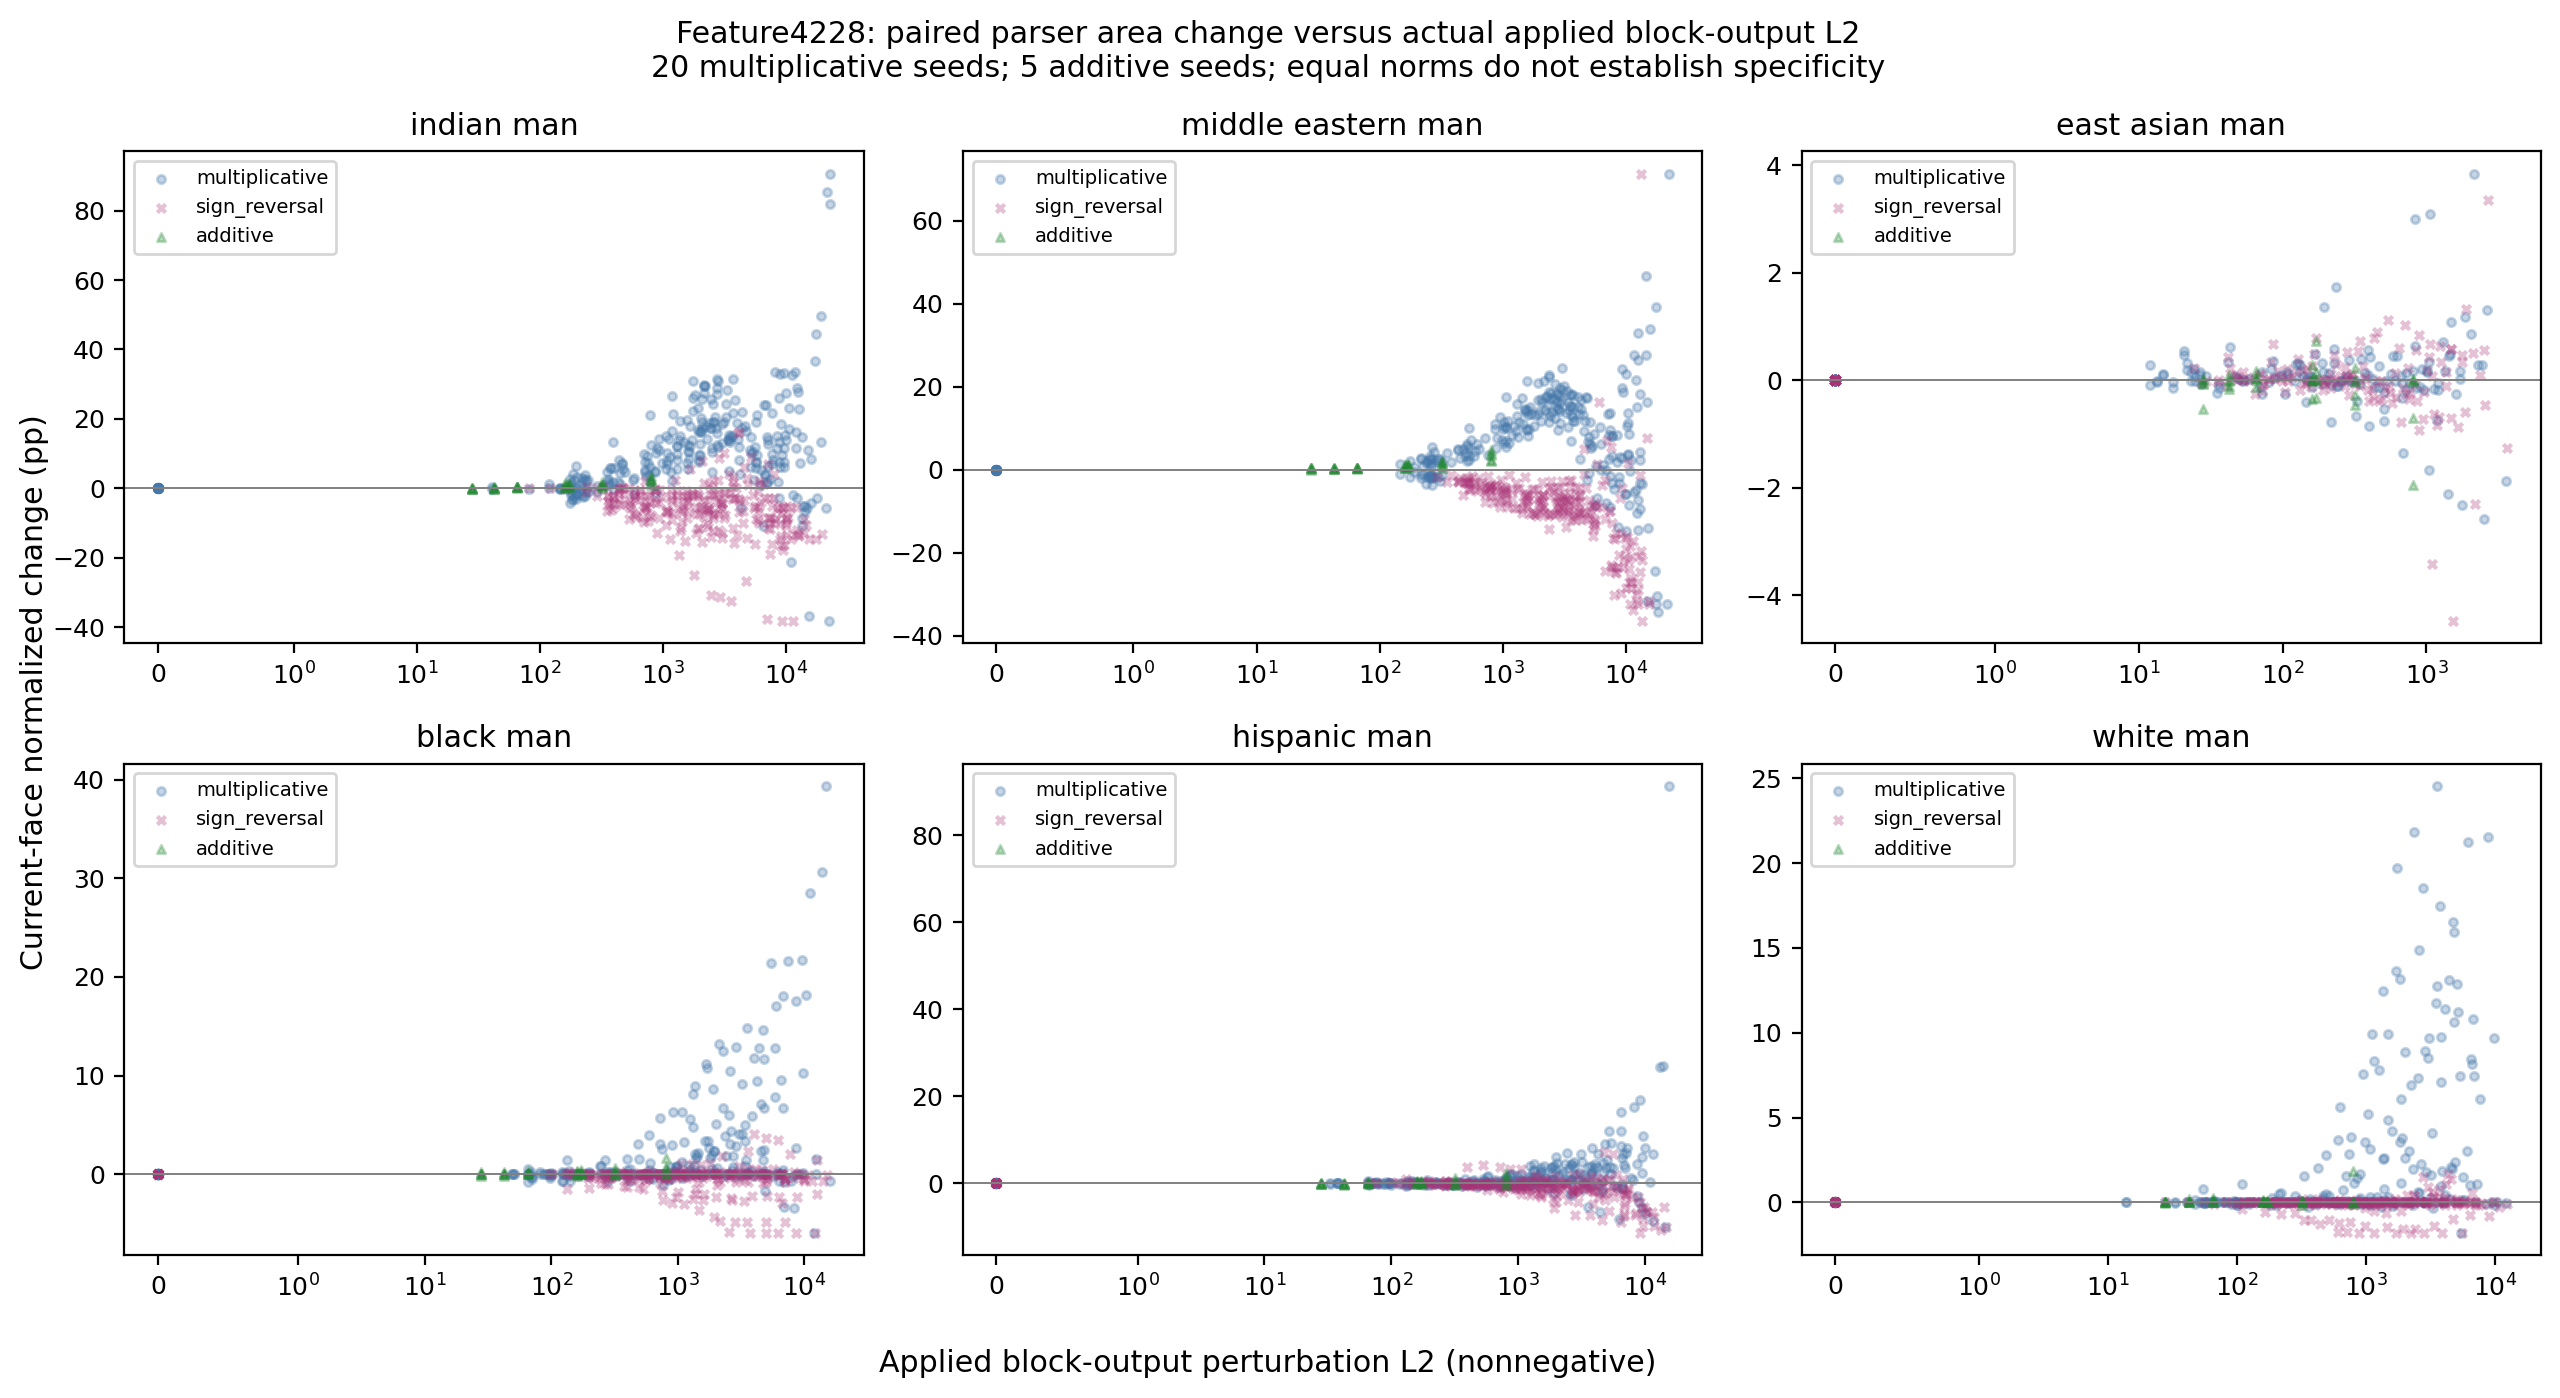 Feature4228: paired parser area change versus actual applied block-output L2
20 multiplicative seeds; 5 additive seeds; equal norms do not establish specificity
Current-face normalized change (pp)
indian man
multiplicative
sign_reversal
additive
80
60
40
20
0
−20
−40
0 10⁰ 10¹ 10² 10³ 10⁴
middle eastern man
multiplicative
sign_reversal
additive
60
40
20
0
−20
−40
0 10⁰ 10¹ 10² 10³ 10⁴
east asian man
multiplicative
sign_reversal
additive
4
2
0
−2
−4
0 10⁰ 10¹ 10² 10³
black man
multiplicative
sign_reversal
additive
40
30
20
10
0
0 10⁰ 10¹ 10² 10³ 10⁴
hispanic man
multiplicative
sign_reversal
additive
80
60
40
20
0
0 10⁰ 10¹ 10² 10³ 10⁴
white man
multiplicative
sign_reversal
additive
25
20
15
10
5
0
0 10⁰ 10¹ 10² 10³ 10⁴
Applied block-output perturbation L2 (nonnegative)